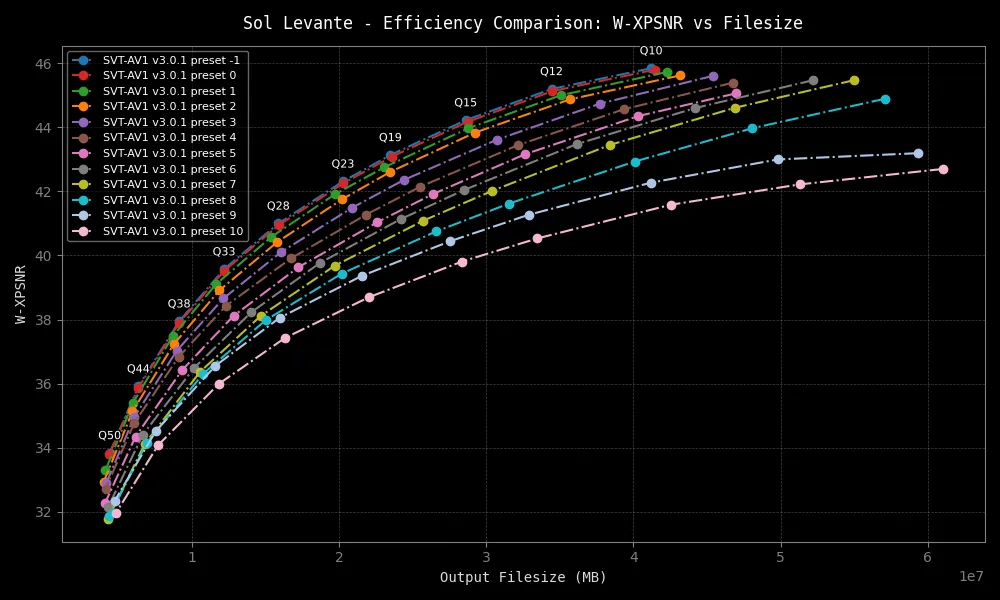 Sol Levante - Efficiency Comparison: W-XPSNR vs Filesize
SVT-AV1 v3.0.1 preset -1
SVT-AV1 v3.0.1 preset 0
SVT-AV1 v3.0.1 preset 1
SVT-AV1 v3.0.1 preset 2
SVT-AV1 v3.0.1 preset 3
SVT-AV1 v3.0.1 preset 4
SVT-AV1 v3.0.1 preset 5
SVT-AV1 v3.0.1 preset 6
SVT-AV1 v3.0.1 preset 7
SVT-AV1 v3.0.1 preset 8
SVT-AV1 v3.0.1 preset 9
SVT-AV1 v3.0.1 preset 10
Q10
Q12
Q15
Q19
Q23
Q28
Q33
Q38
Q44
Q50
W-XPSNR
46
44
42
40
38
36
34
32
1 2 3 4 5 6
1e7
Output Filesize (MB)